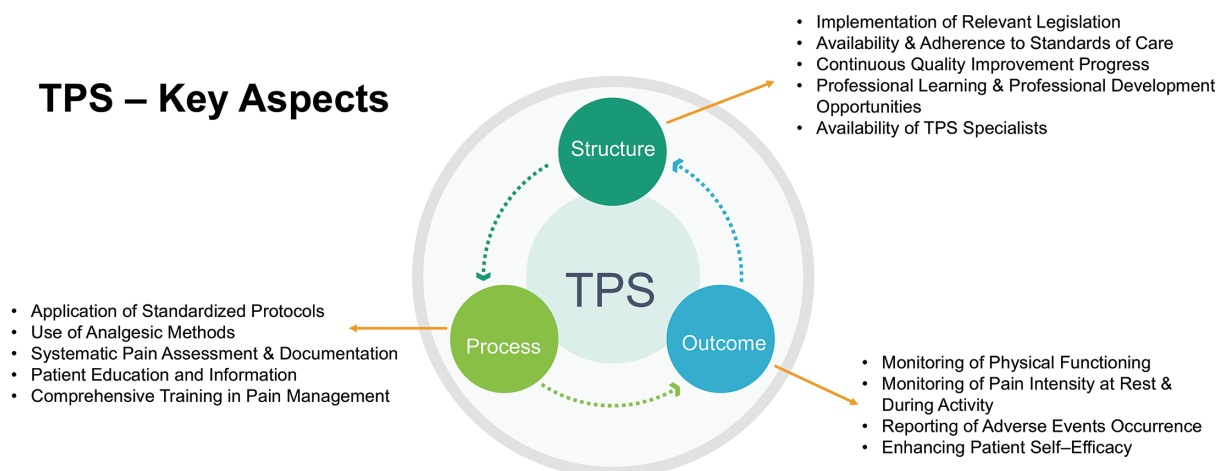 TPS – Key Aspects
• Implementation of Relevant Legislation
• Availability & Adherence to Standards of Care
• Continuous Quality Improvement Progress
• Professional Learning & Professional Development
Opportunities
• Availability of TPS Specialists
Structure
TPS
Process
Outcome
• Application of Standardized Protocols
• Use of Analgesic Methods
• Systematic Pain Assessment & Documentation
• Patient Education and Information
• Comprehensive Training in Pain Management
• Monitoring of Physical Functioning
• Monitoring of Pain Intensity at Rest &
During Activity
• Reporting of Adverse Events Occurrence
• Enhancing Patient Self–Efficacy